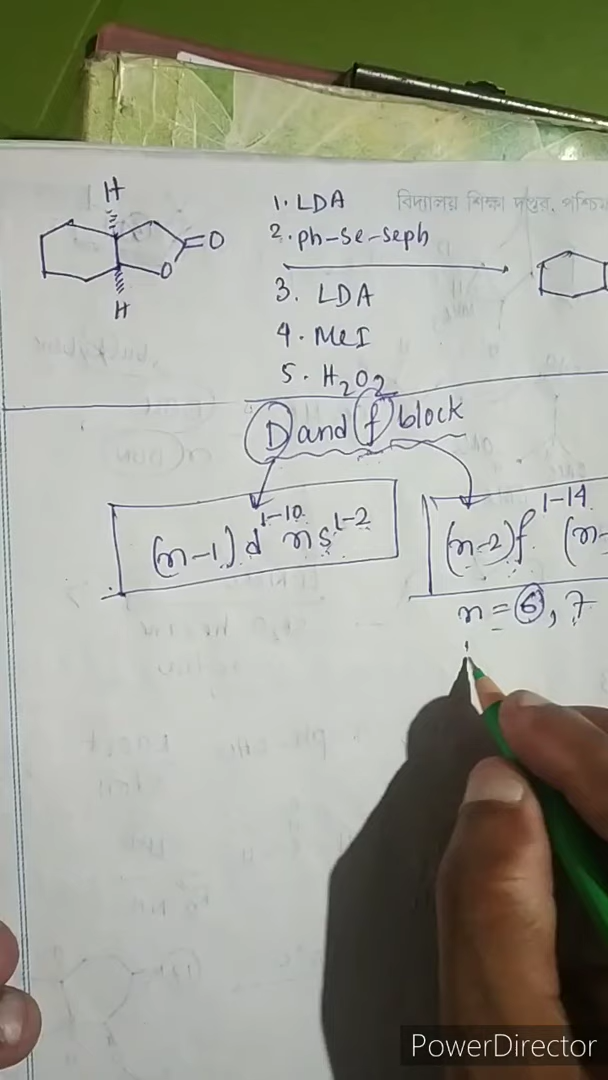 H
O
O
H
1. LDA
2. ph-se-seph
3. LDA
4. MeI
5. H₂O₂
বিদ্যালয় শিক্ষা দপ্তর, পশ্চিম
D and f block
(n-1) d¹⁻¹⁰ ns¹⁻²
(n-2)f¹⁻¹⁴ (n-
n = 6, 7
PowerDirector